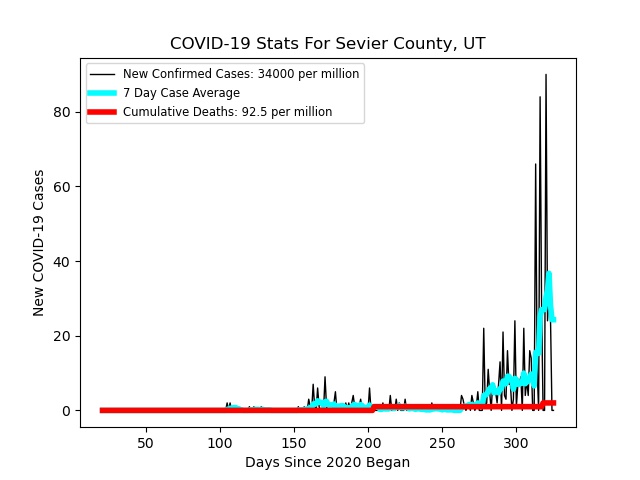 COVID-19 Stats For Sevier County, UT
New Confirmed Cases: 34000 per million
7 Day Case Average
Cumulative Deaths: 92.5 per million
New COVID-19 Cases
80
60
40
20
0
50 100 150 200 250 300
Days Since 2020 Began